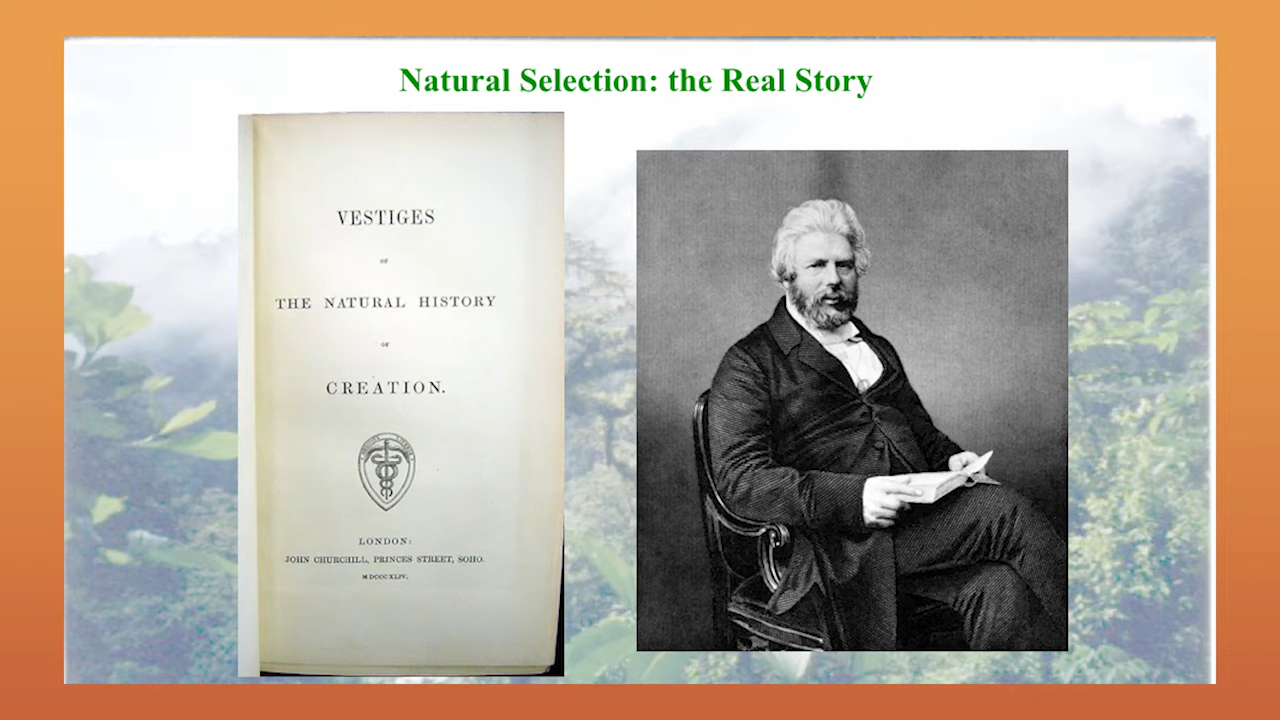 Natural Selection: the Real Story
VESTIGES
OF
THE NATURAL HISTORY
OF
CREATION.
LONDON:
JOHN CHURCHILL, PRINCES STREET, SOHO.
MDCCCXLIV.